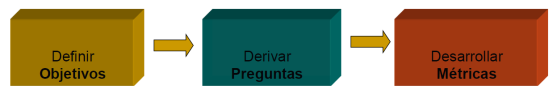 Definir
Objetivos
Derivar
Preguntas
Desarrollar
Métricas